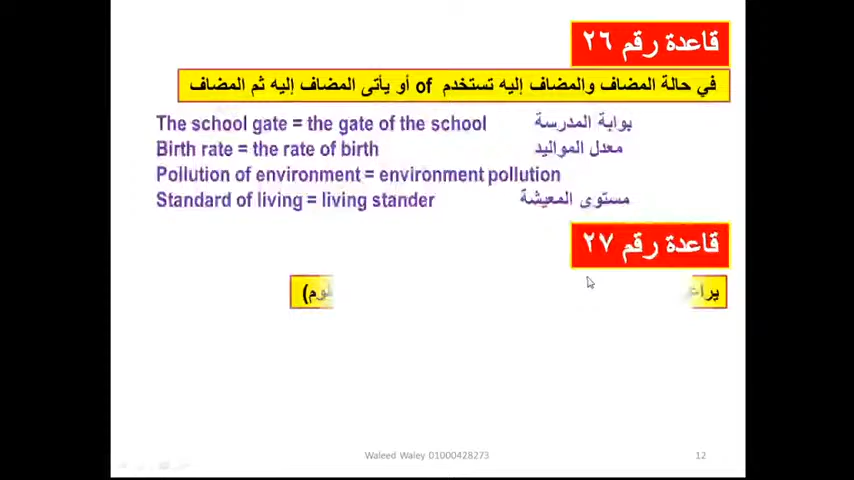 قاعدة رقم ٢٦
في حالة المضاف والمضاف إليه تستخدم of أو يأتى المضاف إليه ثم المضاف
The school gate = the gate of the school بوابة المدرسة
Birth rate = the rate of birth معدل المواليد
Pollution of environment = environment pollution
Standard of living = living stander مستوى المعيشة
قاعدة رقم ٢٧
Waleed Waley 01000428273
12